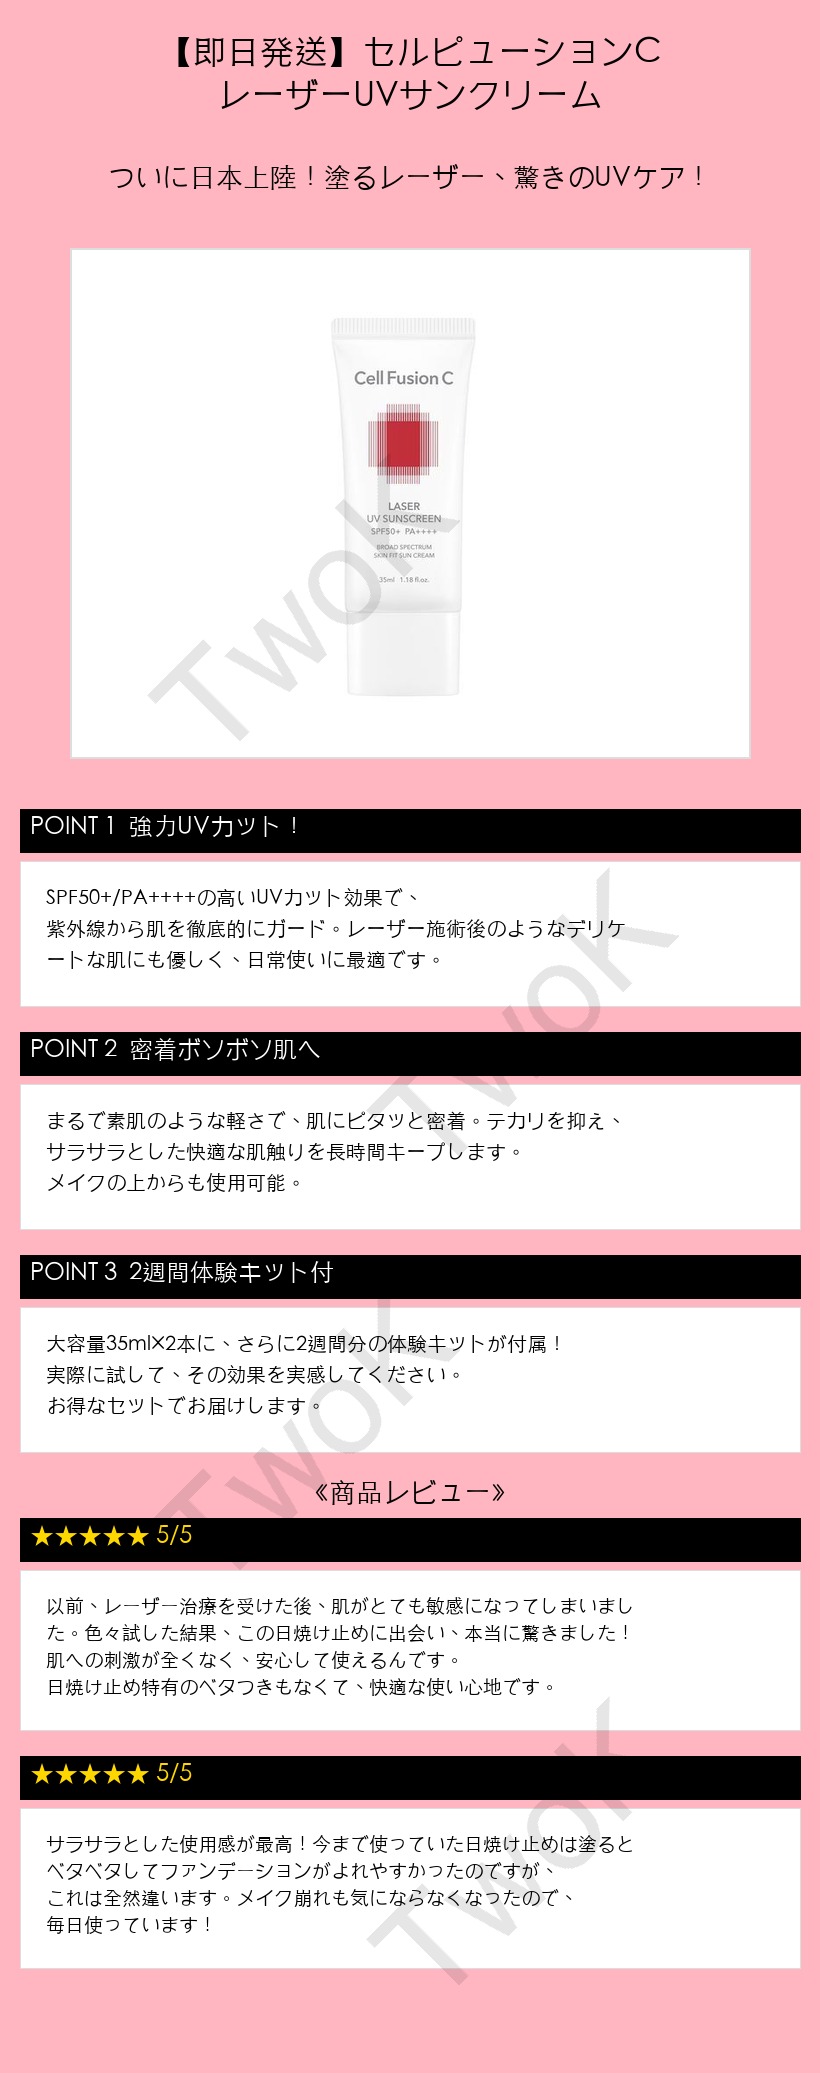 【即日発送】セルピューションC
レーザーUVサンクリーム
ついに日本上陸！塗るレーザー、驚きのUVケア！
Cell Fusion C
LASER
UV SUNSCREEN
SPF50+ PA++++
BROAD SPECTRUM
SKIN FIT SUN CREAM
35ml 1.18 fl.oz.
TwoK
POINT 1 強力UVカット！
SPF50+/PA++++の高いUVカット効果で、
紫外線から肌を徹底的にガード。レーザー施術後のようなデリケ
ートな肌にも優しく、日常使いに最適です。
TwoK
POINT 2 密着ボソボソ肌へ
まるで素肌のような軽さで、肌にピタッと密着。テカリを抑え、
サラサラとした快適な肌触りを長時間キープします。
メイクの上からも使用可能。
POINT 3 2週間体験キット付
大容量35ml×2本に、さらに2週間分の体験キットが付属！
実際に試して、その効果を実感してください。
お得なセットでお届けします。
TwoK
《商品レビュー》
★★★★★ 5/5
以前、レーザー治療を受けた後、肌がとても敏感になってしまいまし
た。色々試した結果、この日焼け止めに出会い、本当に驚きました！
肌への刺激が全くなく、安心して使えるんです。
日焼け止め特有のベタつきもなくて、快適な使い心地です。
★★★★★ 5/5
サラサラとした使用感が最高！今まで使っていた日焼け止めは塗ると
ベタベタしてファンデーションがよれやすかったのですが、
これは全然違います。メイク崩れも気にならなくなったので、
毎日使っています！
TwoK